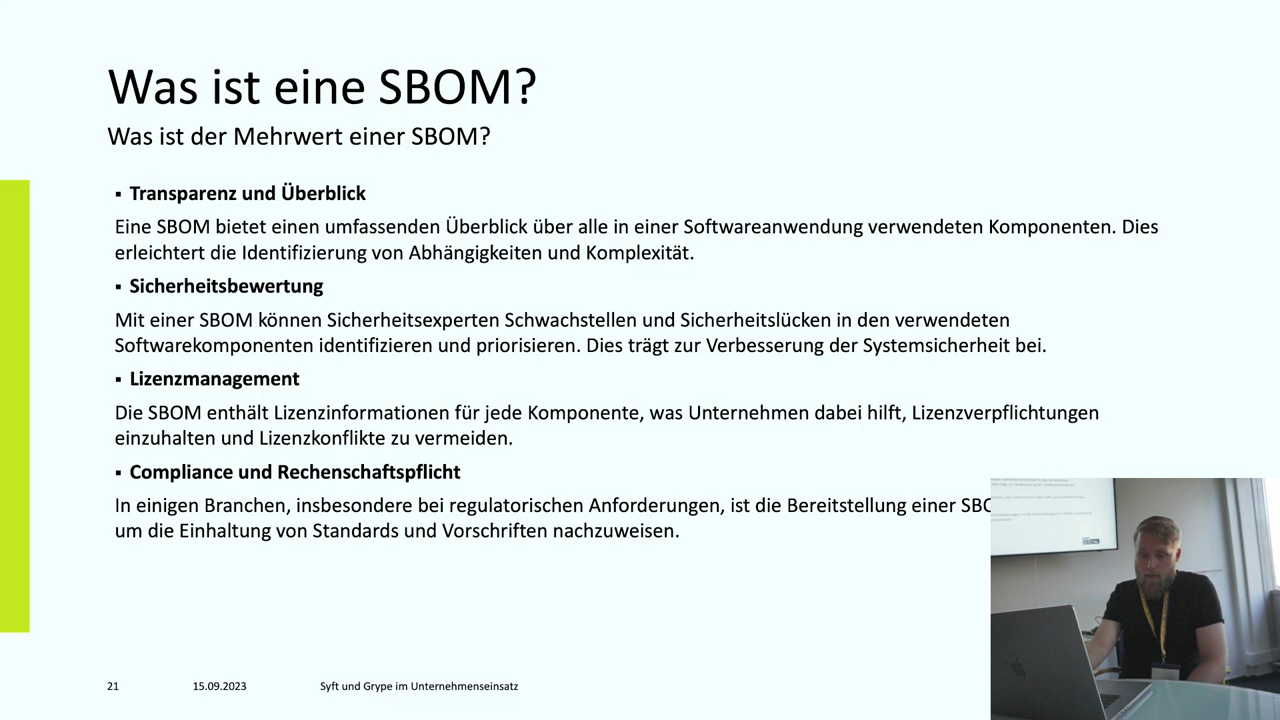 Was ist eine SBOM?
Was ist der Mehrwert einer SBOM?
▪ Transparenz und Überblick
Eine SBOM bietet einen umfassenden Überblick über alle in einer Softwareanwendung verwendeten Komponenten. Dies
erleichtert die Identifizierung von Abhängigkeiten und Komplexität.
▪ Sicherheitsbewertung
Mit einer SBOM können Sicherheitsexperten Schwachstellen und Sicherheitslücken in den verwendeten
Softwarekomponenten identifizieren und priorisieren. Dies trägt zur Verbesserung der Systemsicherheit bei.
▪ Lizenzmanagement
Die SBOM enthält Lizenzinformationen für jede Komponente, was Unternehmen dabei hilft, Lizenzverpflichtungen
einzuhalten und Lizenzkonflikte zu vermeiden.
▪ Compliance und Rechenschaftspflicht
In einigen Branchen, insbesondere bei regulatorischen Anforderungen, ist die Bereitstellung einer
um die Einhaltung von Standards und Vorschriften nachzuweisen.
21 15.09.2023 Syft und Grype im Unternehmenseinsatz